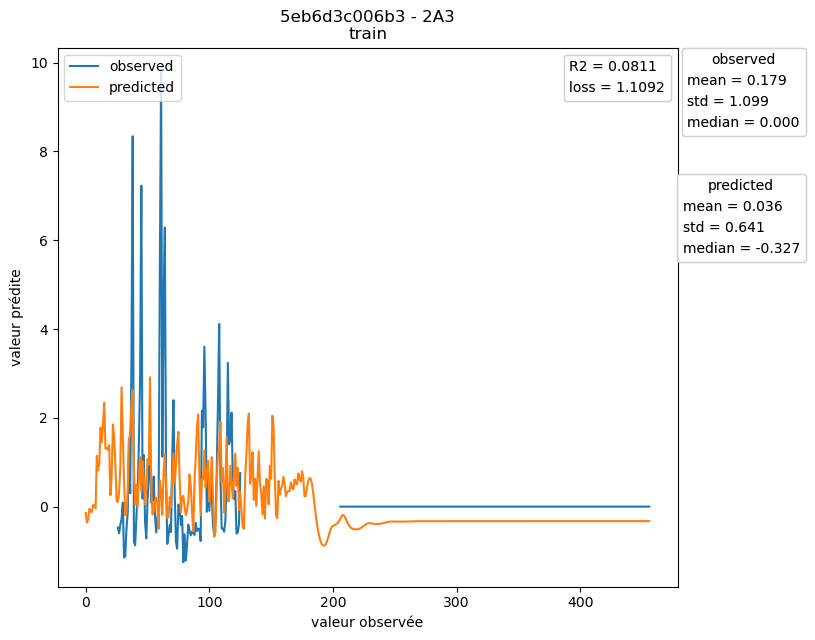 5eb6d3c006b3 - 2A3
train
observed
predicted
R2 = 0.0811
loss = 1.1092
observed
mean = 0.179
std = 1.099
median = 0.000
predicted
mean = 0.036
std = 0.641
median = -0.327
valeur prédite
10
8
6
4
2
0
0
100
200
300
400
valeur observée